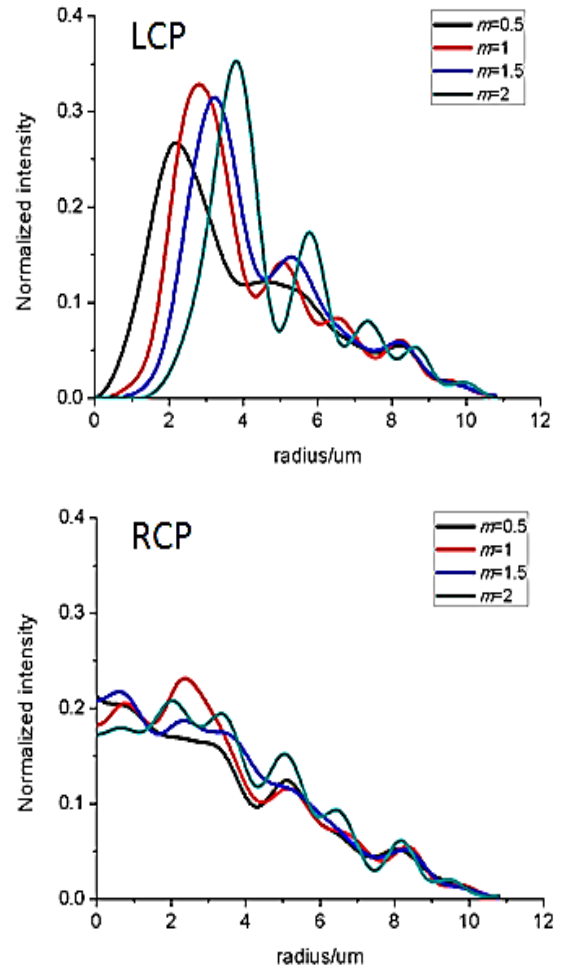 LCP
m=0.5
m=1
m=1.5
m=2
Normalized intensity
0.4
0.3
0.2
0.1
0.0
0 2 4 6 8 10 12
radius/um
RCP
m=0.5
m=1
m=1.5
m=2
Normalized intensity
0.4
0.3
0.2
0.1
0.0
0 2 4 6 8 10 12
radius/um